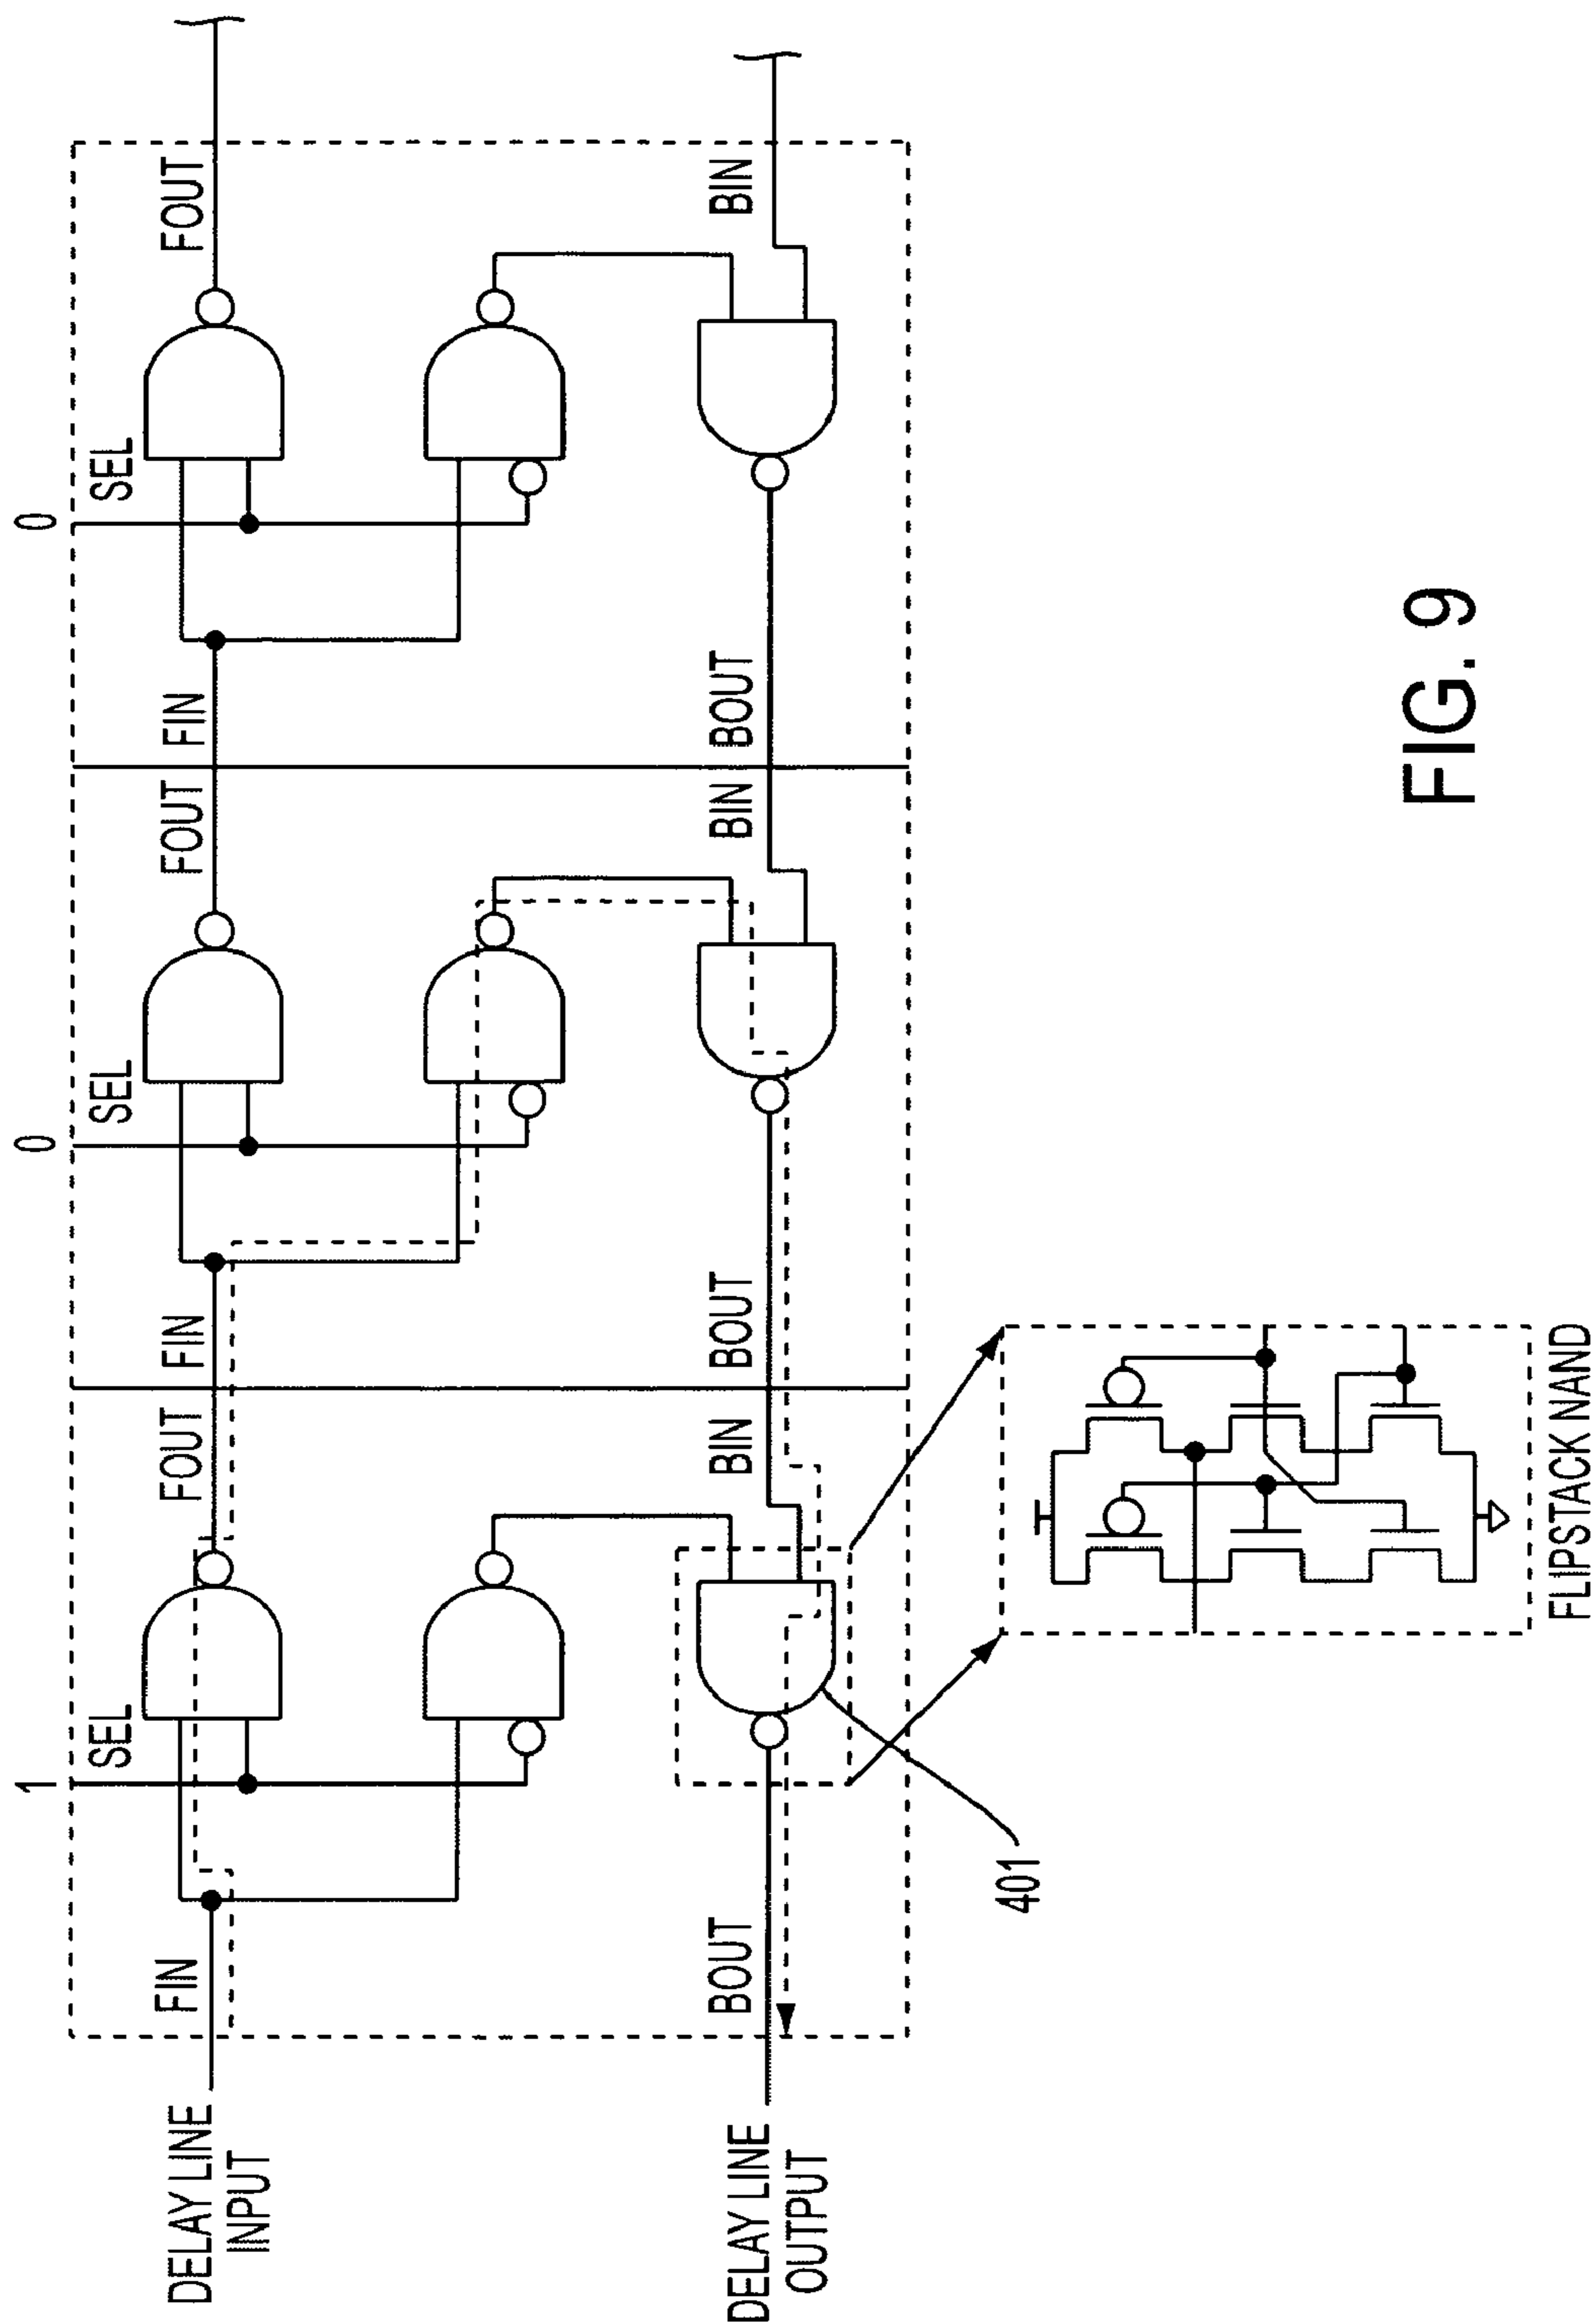 1
0
0
SEL
SEL
SEL
DELAY LINE
INPUT
FIN
FOUT
FIN
FOUT
FIN
FOUT
DELAY LINE
OUTPUT
BOUT
BIN
BOUT
BIN
BOUT
BIN
401
FLIPSTACK NAND
FIG. 9